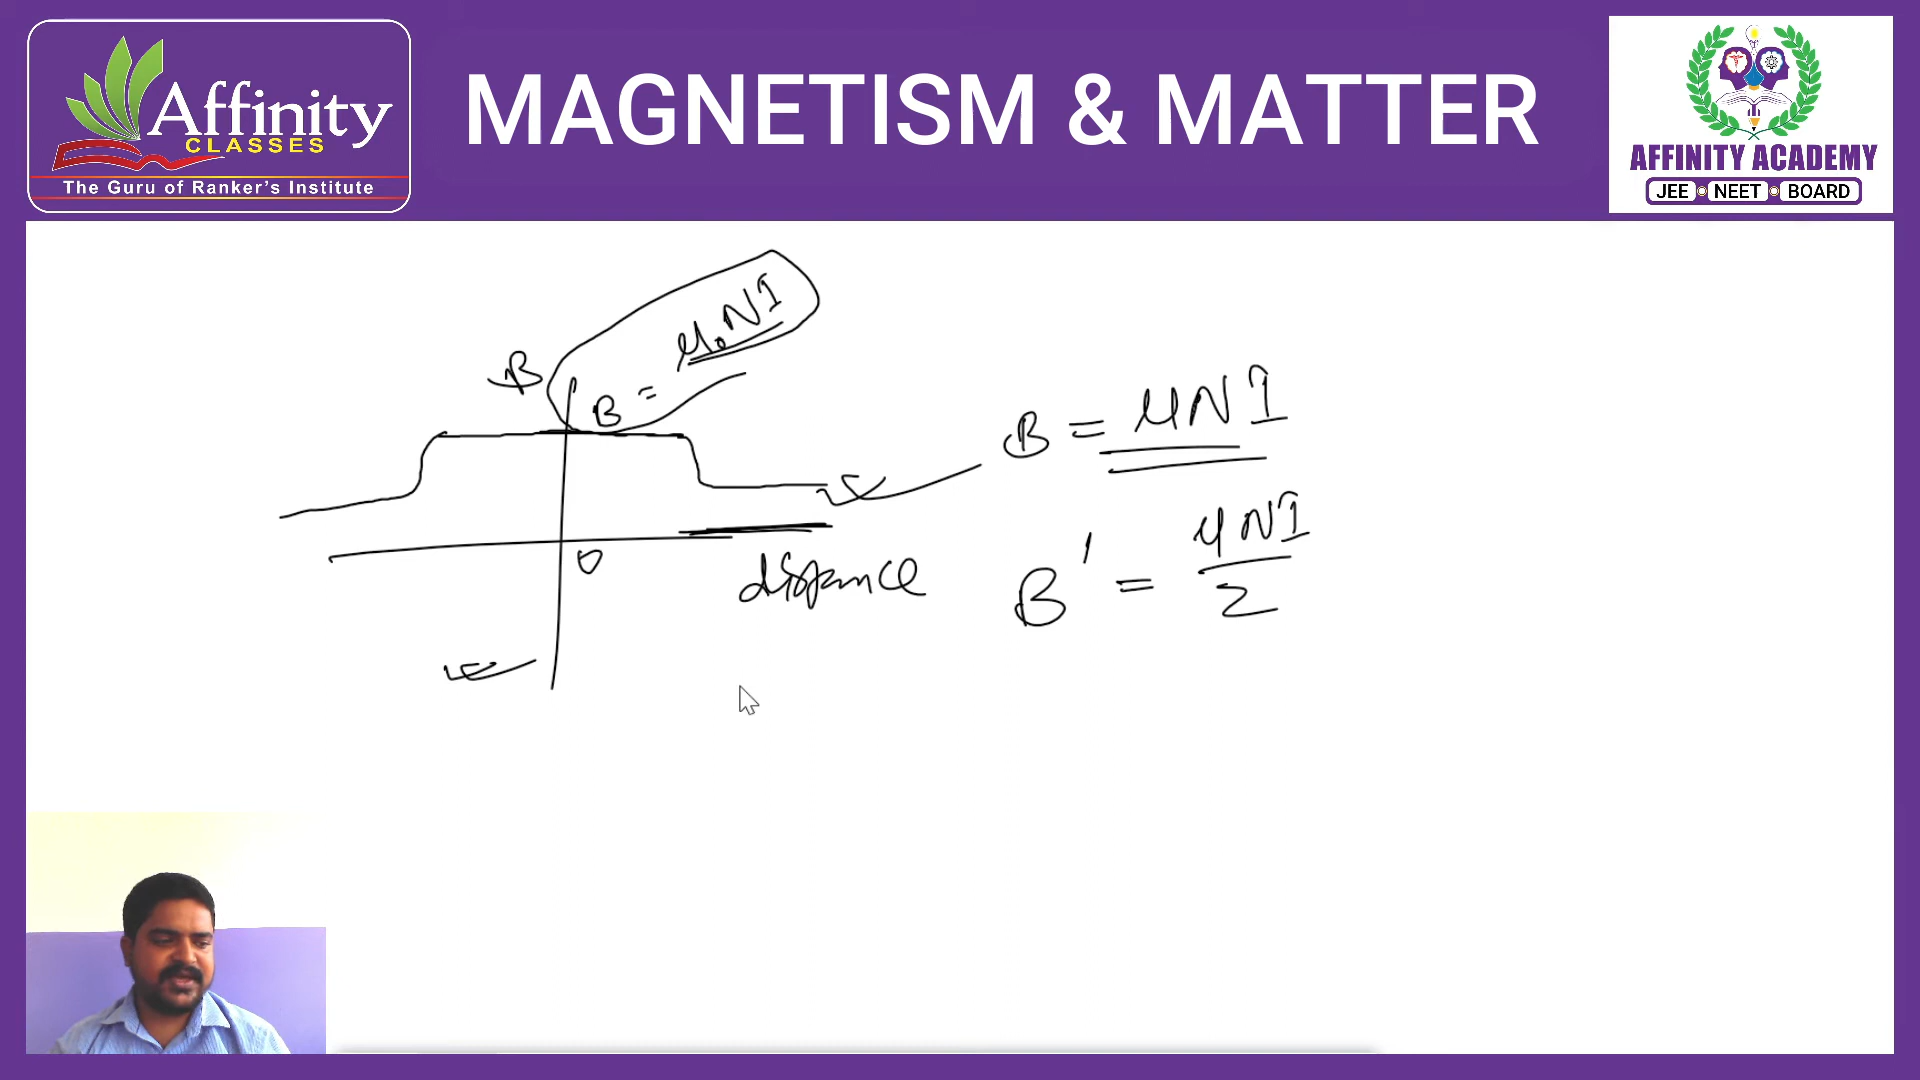 Affinity
CLASSES
The Guru of Ranker's Institute
MAGNETISM & MATTER
AFFINITY ACADEMY
JEE NEET BOARD
B
B = μ₀NI
O
distance
B = μNI
B' = μNI/2